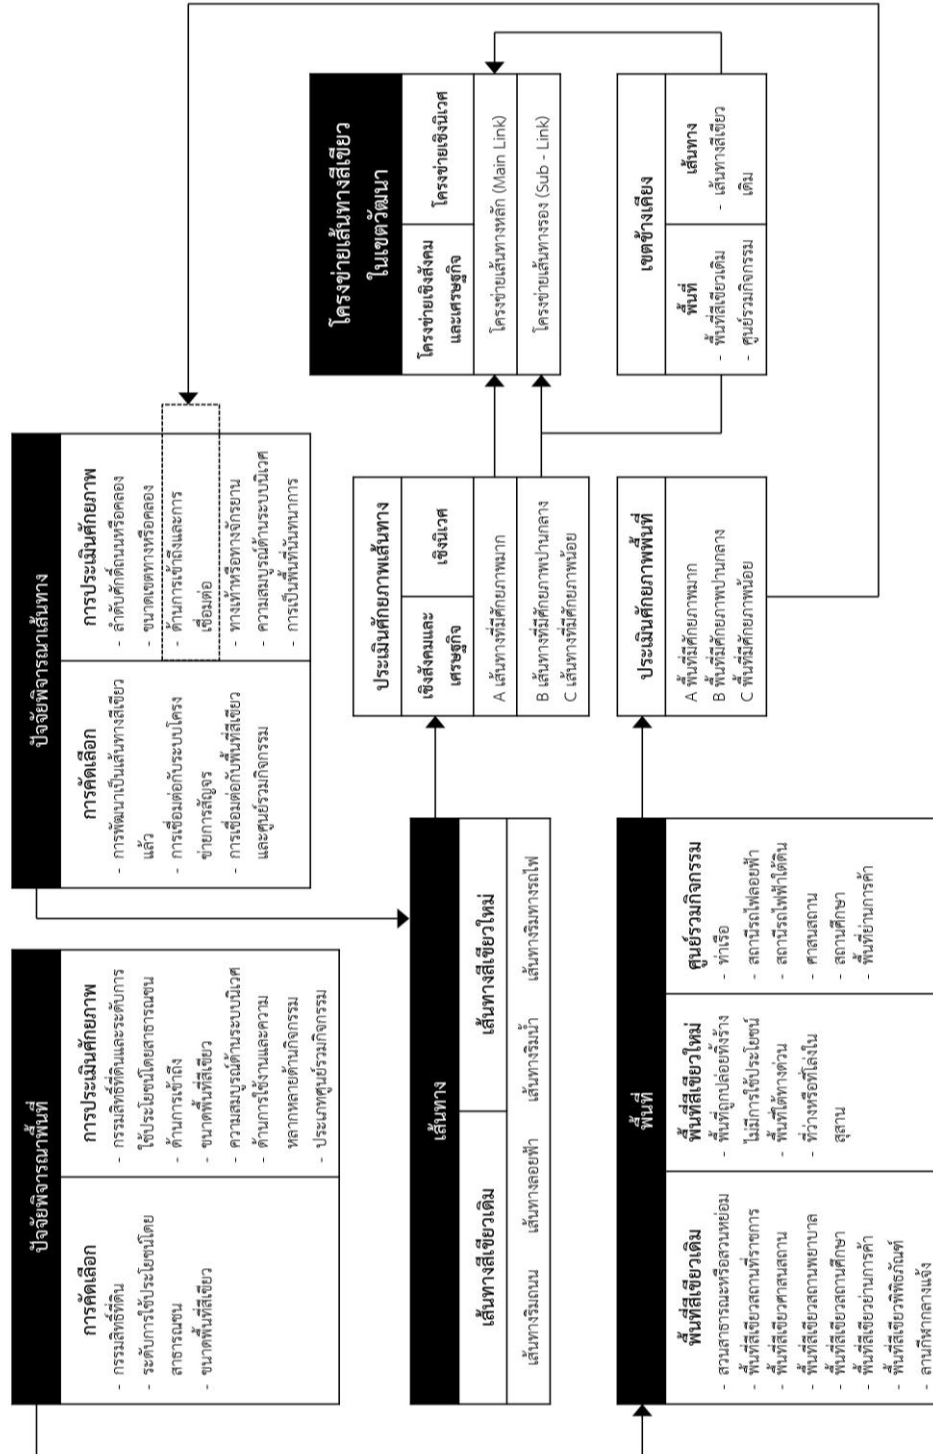 ปัจจัยพิจารณาพื้นที่
การคัดเลือก
- กรรมสิทธิ์ที่ดิน
- ระดับการใช้ประโยชน์โดย
สาธารณชน
- ขนาดพื้นที่สีเขียว
การประเมินศักยภาพ
- กรรมสิทธิ์ที่ดินและระดับการ
ใช้ประโยชน์โดยสาธารณชน
- ด้านการเข้าถึง
- ขนาดพื้นที่สีเขียว
- ความสมบูรณ์ด้านระบบนิเวศ
- ด้านการใช้งานและความ
หลากหลายด้านกิจกรรม
- ประเภทศูนย์รวมกิจกรรม
ปัจจัยพิจารณาเส้นทาง
การคัดเลือก
- การพัฒนาเป็นเส้นทางสีเขียว
แล้ว
- การเชื่อมต่อกับระบบโครง
ข่ายการสัญจร
- การเชื่อมต่อกับพื้นที่สีเขียว
และศูนย์รวมกิจกรรม
การประเมินศักยภาพ
- ลำดับศักดิ์ถนนหรือคลอง
- ขนาดเขตทางหรือคลอง
- ด้านการเข้าถึงและการ
เชื่อมต่อ
- ทางเท้าหรือทางจักรยาน
- ความสมบูรณ์ด้านระบบนิเวศ
- การเป็นพื้นที่นันทนาการ
เส้นทาง
เส้นทางสีเขียวเดิม
เส้นทางสีเขียวใหม่
เส้นทางริมถนน เส้นทางลอยฟ้า เส้นทางริมน้ำ เส้นทางริมทางรถไฟ
ประเมินศักยภาพเส้นทาง
เชิงสังคมและ
เศรษฐกิจ
เชิงนิเวศ
A เส้นทางที่มีศักยภาพมาก
B เส้นทางที่มีศักยภาพปานกลาง
C เส้นทางที่มีศักยภาพน้อย
โครงข่ายเส้นทางสีเขียว
ในเขตวัฒนา
โครงข่ายเชิงสังคม
และเศรษฐกิจ
โครงข่ายเชิงนิเวศ
โครงข่ายเส้นทางหลัก (Main Link)
โครงข่ายเส้นทางรอง (Sub - Link)
พื้นที่
พื้นที่สีเขียวเดิม
- สวนสาธารณะหรือสวนหย่อม
- พื้นที่สีเขียวสถานที่ราชการ
- พื้นที่สีเขียวศาสนสถาน
- พื้นที่สีเขียวสถานพยาบาล
- พื้นที่สีเขียวสถานศึกษา
- พื้นที่สีเขียวย่านการค้า
- พื้นที่สีเขียวพิพิธภัณฑ์
- ลานกีฬากลางแจ้ง
พื้นที่สีเขียวใหม่
- พื้นที่ถูกปล่อยทิ้งร้าง
ไม่มีการใช้ประโยชน์
- พื้นที่ใต้ทางด่วน
- ที่ว่างหรือที่โล่งใน
สุสาน
ศูนย์รวมกิจกรรม
- ท่าเรือ
- สถานีรถไฟลอยฟ้า
- สถานีรถไฟฟ้าใต้ดิน
- ศาสนสถาน
- สถานศึกษา
- พื้นที่ย่านการค้า
ประเมินศักยภาพพื้นที่
A พื้นที่มีศักยภาพมาก
B พื้นที่มีศักยภาพปานกลาง
C พื้นที่มีศักยภาพน้อย
เขตข้างเคียง
พื้นที่
- พื้นที่สีเขียวเดิม
- ศูนย์รวมกิจกรรม
เส้นทาง
- เส้นทางสีเขียว
เดิม